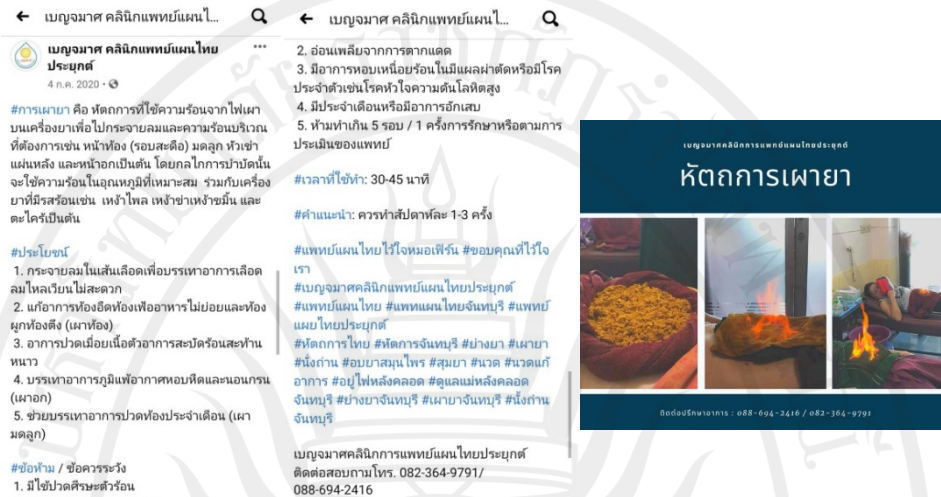 เบญจมาศ คลินิกแพทย์แผนไ...
เบญจมาศ คลินิกแพทย์แผนไทย
ประยุกต์
4 ก.ค. 2020 ·
#การเผายา คือ หัตถการที่ใช้ความร้อนจากไฟเผา
บนเครื่องยาเพื่อไปกระจายลมและความร้อนบริเวณ
ที่ต้องการเช่น หน้าท้อง (รอบสะดือ) มดลูก หัวเข่า
แผ่นหลัง และหน้าอกเป็นต้น โดยกลไกการบำบัดนั้น
จะใช้ความร้อนในอุณหภูมิที่เหมาะสม ร่วมกับเครื่อง
ยาที่มีรสร้อนเช่น เหง้าไพล เหง้าข่าเหง้าขมิ้น และ
ตะไคร้เป็นต้น
#ประโยชน์
1. กระจายลมในเส้นเลือดเพื่อบรรเทาอาการเลือด
ลมไหลเวียนไม่สะดวก
2. แก้อาการท้องอืดท้องเฟ้ออาหารไม่ย่อยและท้อง
ผูกท้องตึง (เผาท้อง)
3. อาการปวดเมื่อยเนื้อตัวอาการสะบัดร้อนสะท้าน
หนาว
4. บรรเทาอาการภูมิแพ้อากาศหอบหืดและนอนกรน
(เผาอก)
5. ช่วยบรรเทาอาการปวดท้องประจำเดือน (เผา
มดลูก)
#ข้อห้าม / ข้อควรระวัง
1. มีไข้ปวดศีรษะตัวร้อน
เบญจมาศ คลินิกแพทย์แผนไ...
2. อ่อนเพลียจากการตากแดด
3. มีอาการหอบเหนื่อยร้อนในมีแผลผ่าตัดหรือมีโรค
ประจำตัวเช่นโรคหัวใจความดันโลหิตสูง
4. มีประจำเดือนหรือมีอาการอักเสบ
5. ห้ามทำเกิน 5 รอบ / 1 ครั้งการรักษาหรือตามการ
ประเมินของแพทย์
#เวลาที่ใช้ทำ: 30-45 นาที
#คำแนะนำ: ควรทำสัปดาห์ละ 1-3 ครั้ง
#แพทย์แผนไทยไว้ใจหมอเฟิร์น #ขอบคุณที่ไว้ใจ
เรา
#เบญจมาศคลินิกการแพทย์แผนไทยประยุกต์
#แพทย์แผนไทย #แพทแผนไทยจันทบุรี #แพทย์
แผยไทยประยุกต์
#หัตถการไทย #หัตการจันทบุรี #ย่างยา #เผายา
#นั่งถ่าน #อบยาสมุนไพร #สุมยา #นวด #นวดแก้
อาการ #อยู่ไฟหลังคลอด #ดูแลแม่หลังคลอด
จันทบุรี #ย่างยาจันทบุรี #เผายาจันทบุรี #นั้งถ่าน
จันทบุรี
เบญจมาศคลินิกการแพทย์แผนไทยประยุกต์
ติดต่อสอบถามโทร. 082-364-9791/
088-694-2416
เบญจมาศคลินิกการแพทย์แผนไทยประยุกต์
หัตถการเผายา
ติดต่อปรึกษาอาการ : 088-694-2416 / 082-364-9791